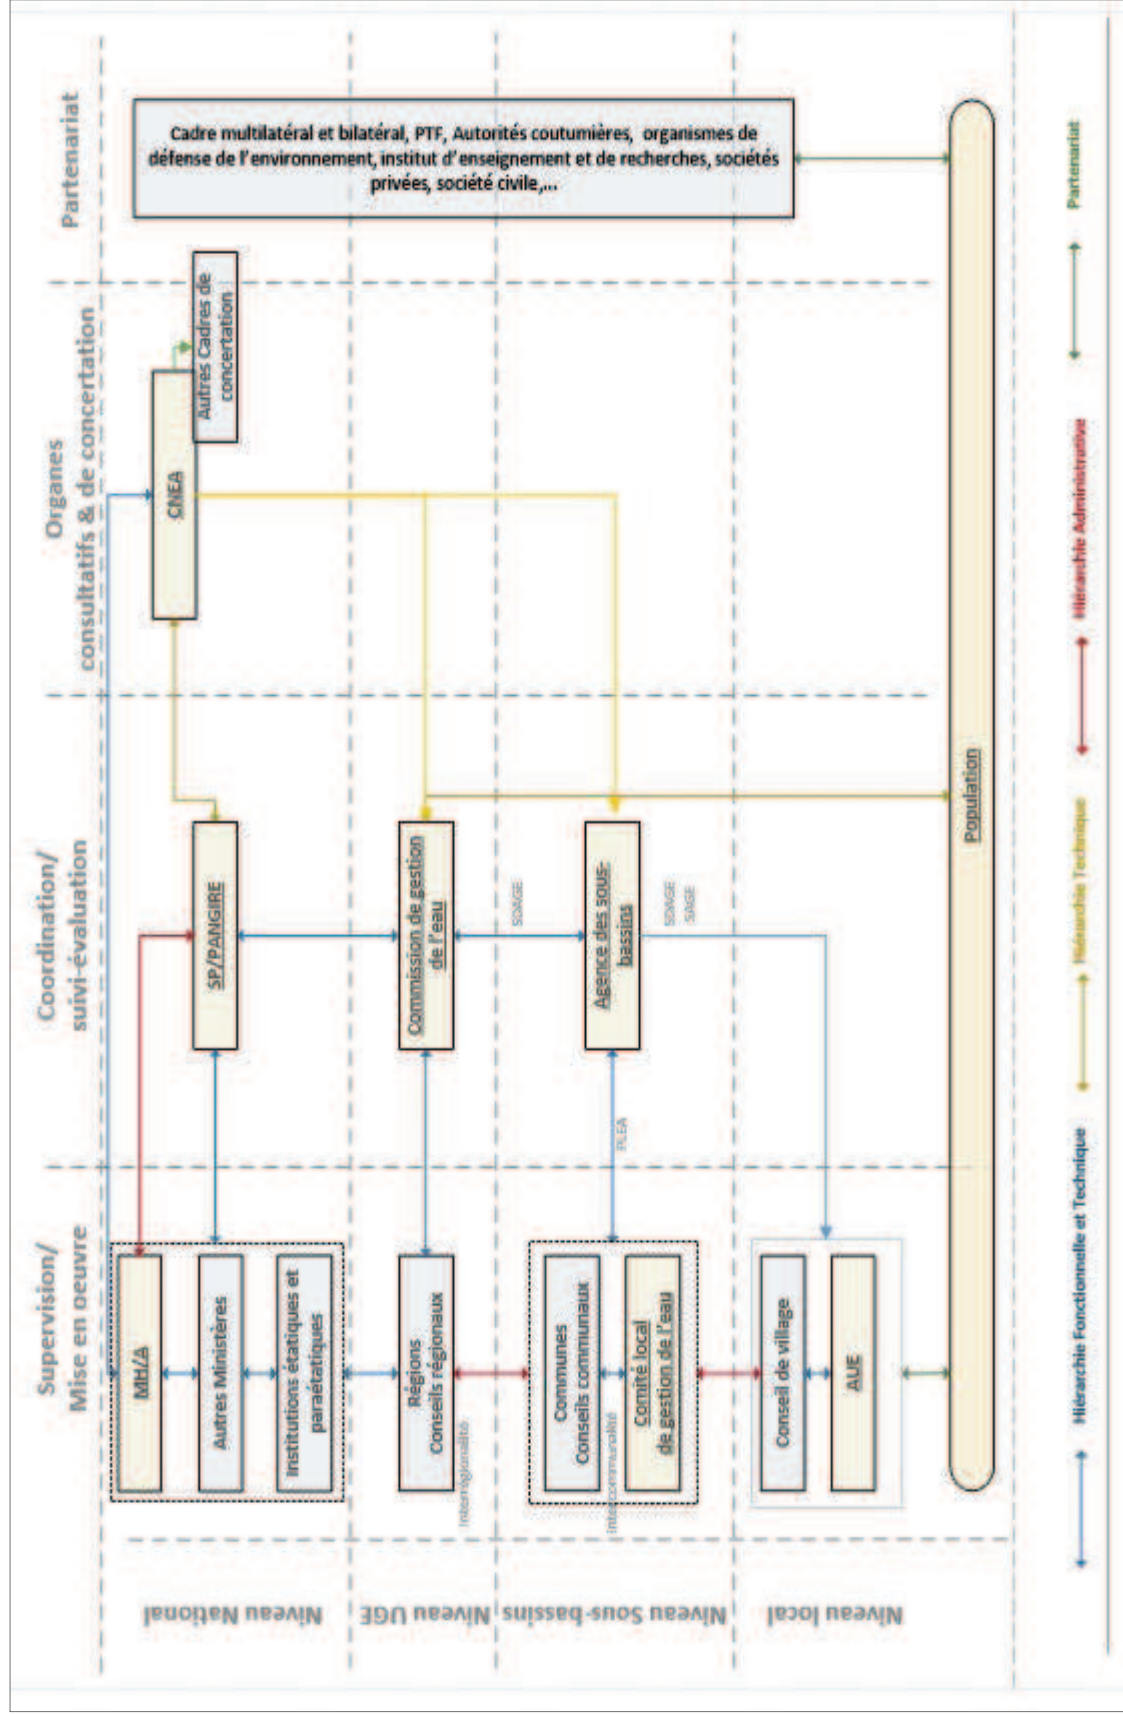 Supervision/
Mise en oeuvre
Coordination/
suivi-évaluation
Organes
consultatifs & de concertation
Partenariat
Niveau National
MH/A
Autres Ministères
Institutions étatiques et
paraétatiques
SP/PANGIRE
CNEA
Autres Cadres de
concertation
Cadre multilatéral et bilatéral, PTF, Autorités coutumières, organismes de
défense de l'environnement, institut d'enseignement et de recherches, sociétés
privées, société civile,...
Niveau UGE
Régions
Conseils régionaux
Interrégionalité
Commission de gestion
de l'eau
SDAGE
Niveau Sous-bassins
Communes
Conseils communaux
Intercommunalité
Comité local
de gestion de l'eau
PLEA
Agence des sous-
bassins
SDAGE
SAGE
Niveau local
Conseil de village
AUE
Population
Hiérarchie Fonctionnelle et Technique
Hiérarchie Technique
Hiérarchie Administrative
Partenariat